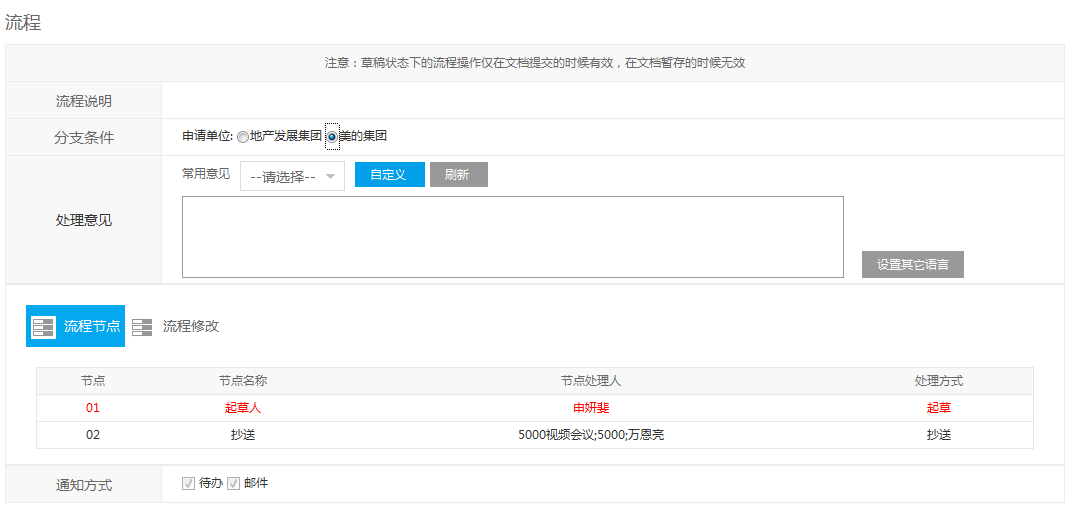 流程
注意：草稿状态下的流程操作仅在文档提交的时候有效，在文档暂存的时候无效
流程说明
分支条件 申请单位: 地产发展集团 美的集团
处理意见 常用意见 --请选择-- 自定义 刷新
设置其它语言
流程节点 流程修改
节点 节点名称 节点处理人 处理方式
01 起草人 申妍斐 起草
02 抄送 5000视频会议;5000;万恩亮 抄送
通知方式 待办 邮件